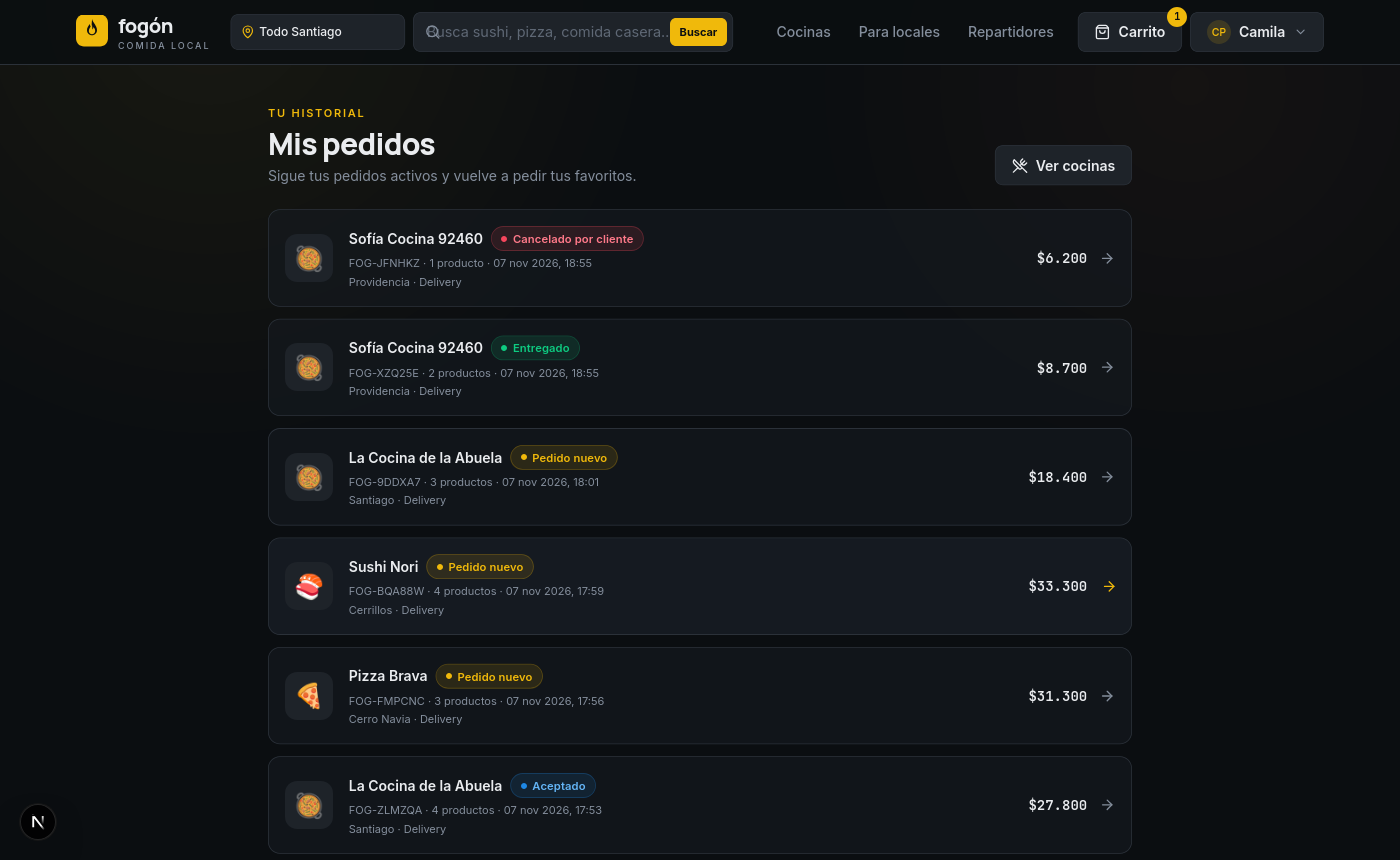 fogón
COMIDA LOCAL
Todo Santiago
Busca sushi, pizza, comida casera...
Buscar
Cocinas
Para locales
Repartidores
Carrito
1
CP
Camila
TU HISTORIAL
Mis pedidos
Sigue tus pedidos activos y vuelve a pedir tus favoritos.
Ver cocinas
Sofía Cocina 92460
Cancelado por cliente
FOG-JFNHKZ · 1 producto · 07 nov 2026, 18:55
Providencia · Delivery
$6.200
Sofía Cocina 92460
Entregado
FOG-XZQ25E · 2 productos · 07 nov 2026, 18:55
Providencia · Delivery
$8.700
La Cocina de la Abuela
Pedido nuevo
FOG-9DDXA7 · 3 productos · 07 nov 2026, 18:01
Santiago · Delivery
$18.400
Sushi Nori
Pedido nuevo
FOG-BQA88W · 4 productos · 07 nov 2026, 17:59
Cerrillos · Delivery
$33.300
Pizza Brava
Pedido nuevo
FOG-FMPCNC · 3 productos · 07 nov 2026, 17:56
Cerro Navia · Delivery
$31.300
La Cocina de la Abuela
Aceptado
FOG-ZLMZQA · 4 productos · 07 nov 2026, 17:53
Santiago · Delivery
$27.800
N